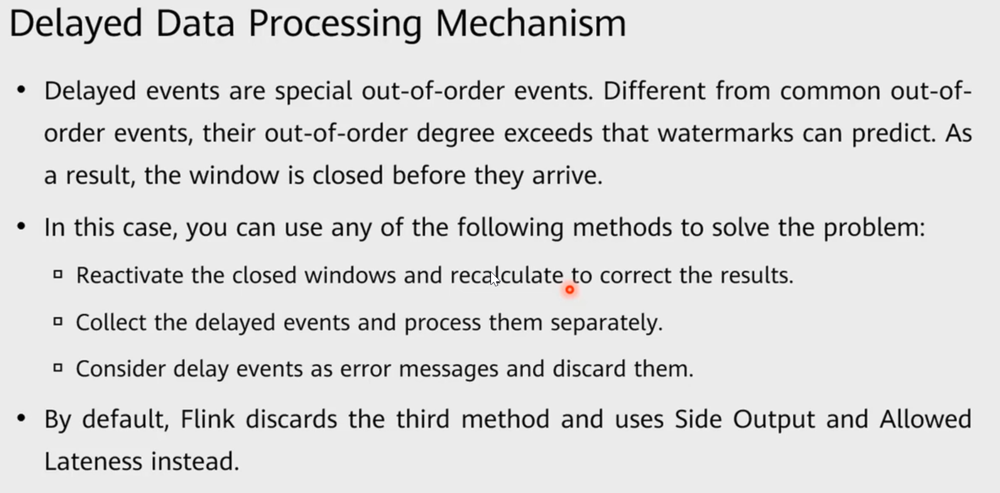 Delayed Data Processing Mechanism
• Delayed events are special out-of-order events. Different from common out-of-
order events, their out-of-order degree exceeds that watermarks can predict. As
a result, the window is closed before they arrive.
• In this case, you can use any of the following methods to solve the problem:
▫ Reactivate the closed windows and recalculate to correct the results.
▫ Collect the delayed events and process them separately.
▫ Consider delay events as error messages and discard them.
• By default, Flink discards the third method and uses Side Output and Allowed
Lateness instead.